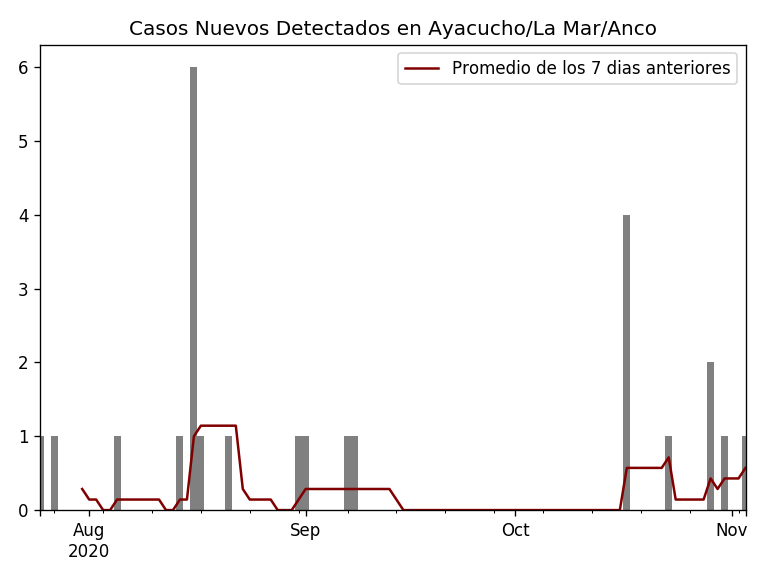 Casos Nuevos Detectados en Ayacucho/La Mar/Anco
Promedio de los 7 dias anteriores
6
5
4
3
2
1
0
Aug
2020
Sep
Oct
Nov